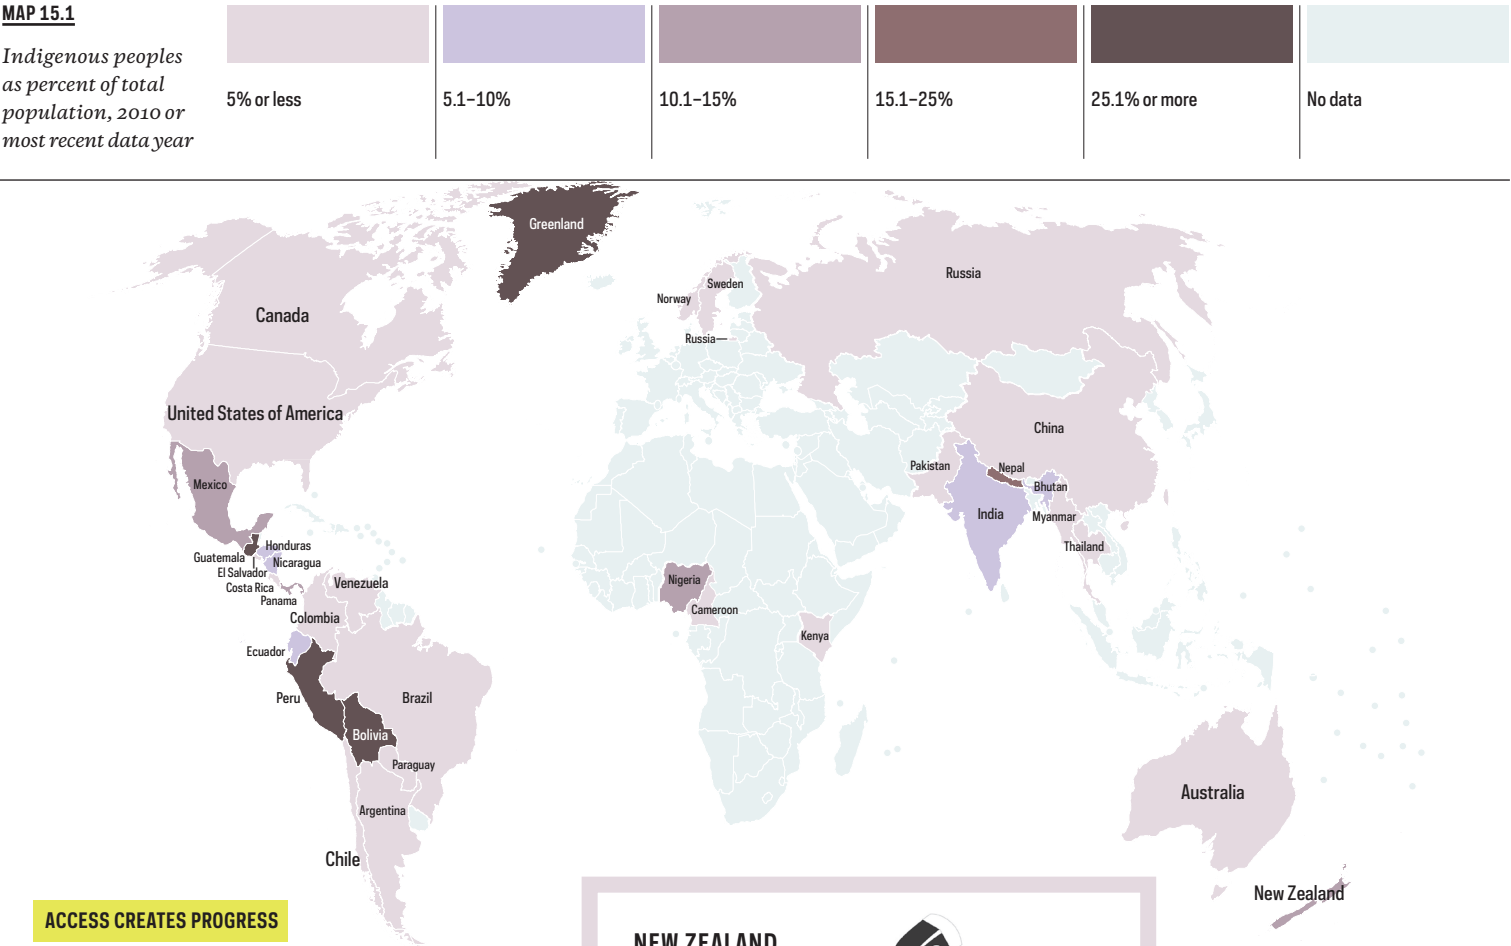 MAP 15.1
Indigenous peoples
as percent of total
population, 2010 or
most recent data year
5% or less
5.1–10%
10.1–15%
15.1–25%
25.1% or more
No data
Greenland
Russia
Canada
Sweden
Norway
Russia—
United States of America
China
Pakistan
Nepal
Mexico
Bhutan
India
Myanmar
Honduras
Thailand
Guatemala
Nicaragua
El Salvador
Nigeria
Venezuela
Costa Rica
Panama
Cameroon
Colombia
Kenya
Ecuador
Peru
Brazil
Bolivia
Paraguay
Australia
Argentina
Chile
New Zealand
ACCESS CREATES PROGRESS
NEW ZEALAND